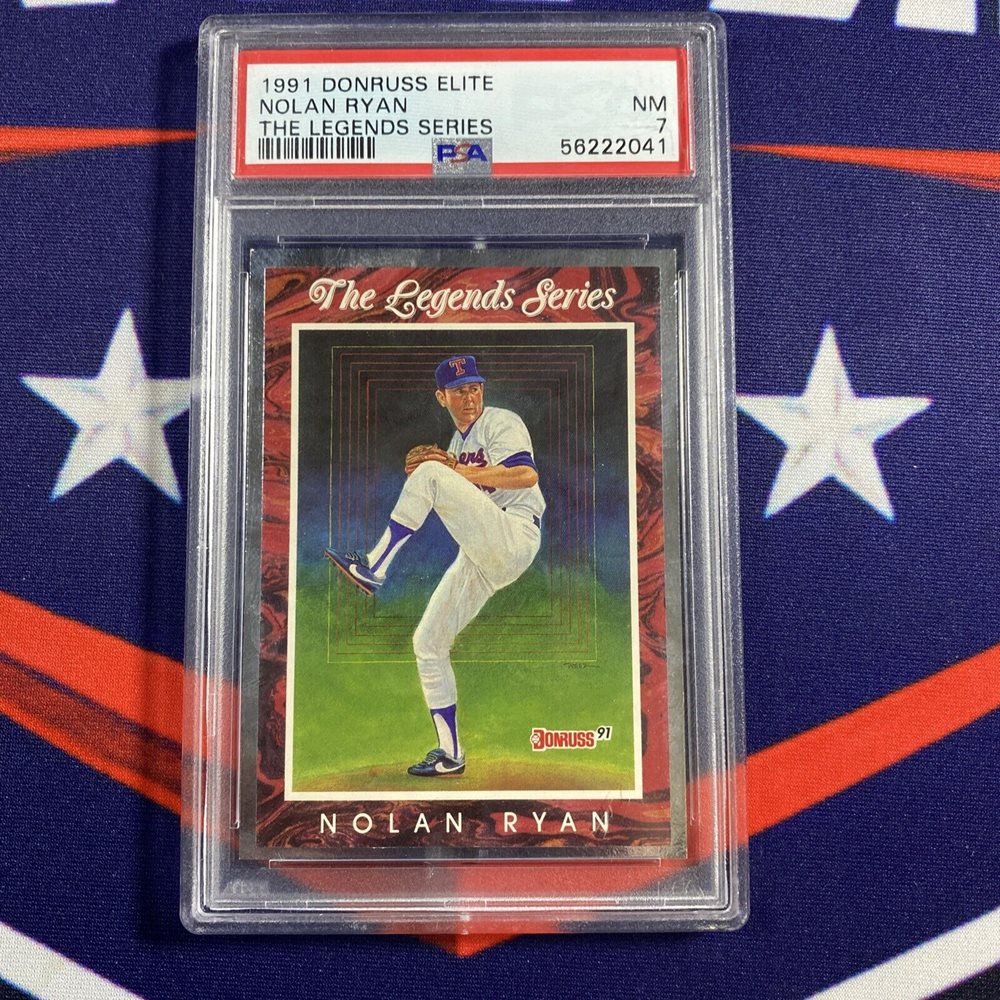 1991 DONRUSS ELITE
NOLAN RYAN NM
THE LEGENDS SERIES 7
PSA 56222041
The Legends Series
T
ers
DONRUSS 91
NOLAN RYAN